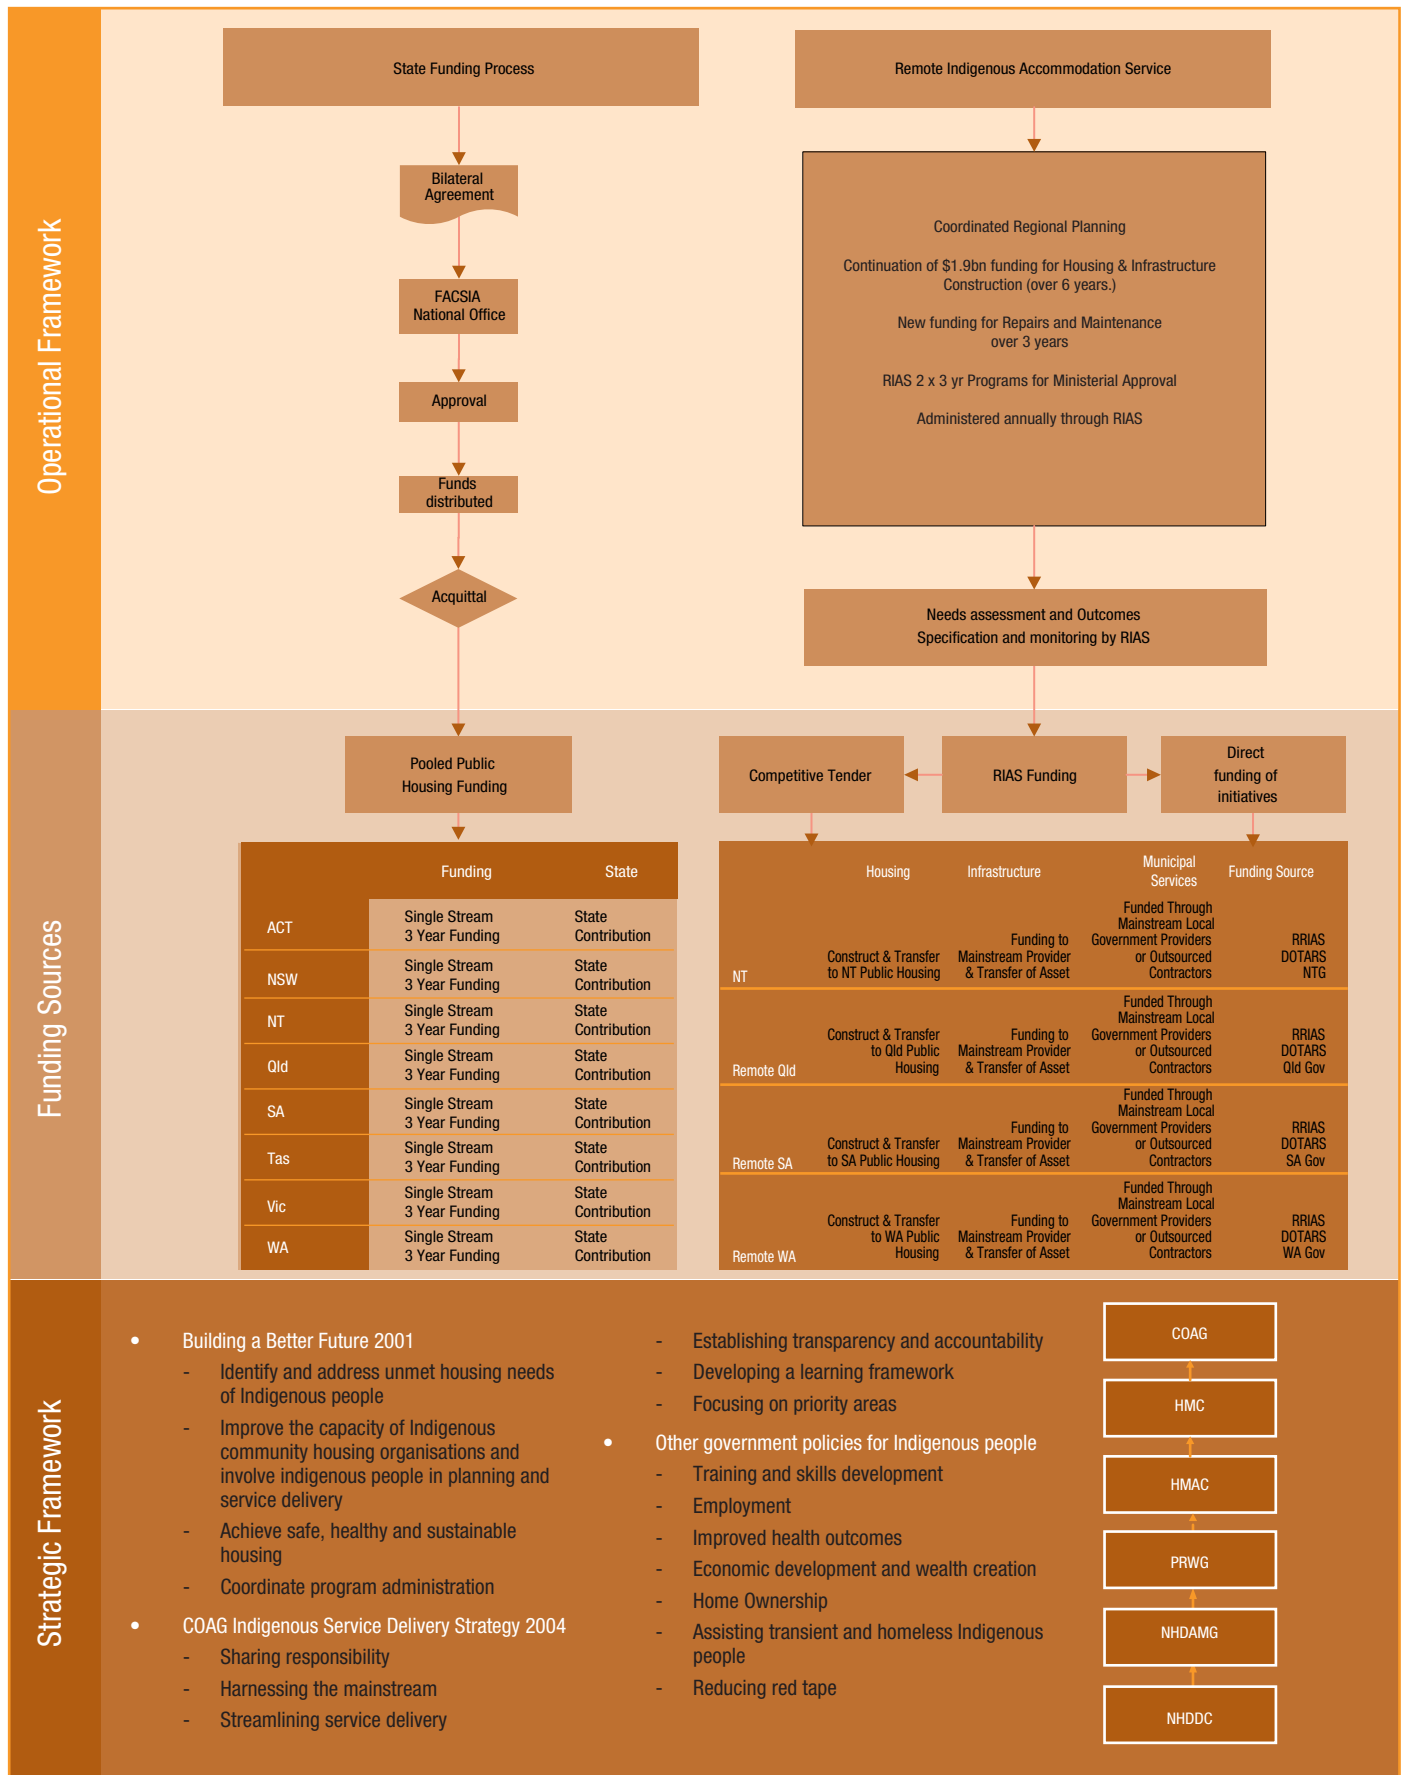 Operational Framework
State Funding Process
Bilateral
Agreement
FACSIA
National Office
Approval
Funds
distributed
Acquittal
Remote Indigenous Accommodation Service
Coordinated Regional Planning
Continuation of $1.9bn funding for Housing & Infrastructure
Construction (over 6 years.)
New funding for Repairs and Maintenance
over 3 years
RIAS 2 x 3 yr Programs for Ministerial Approval
Administered annually through RIAS
Needs assessment and Outcomes
Specification and monitoring by RIAS
Funding Sources
Pooled Public
Housing Funding
Funding State
ACT
Single Stream State
3 Year Funding Contribution
NSW
Single Stream State
3 Year Funding Contribution
NT
Single Stream State
3 Year Funding Contribution
Qld
Single Stream State
3 Year Funding Contribution
SA
Single Stream State
3 Year Funding Contribution
Tas
Single Stream State
3 Year Funding Contribution
Vic
Single Stream State
3 Year Funding Contribution
WA
Single Stream State
3 Year Funding Contribution
Competitive Tender
RIAS Funding
Direct
funding of
initiatives
Housing
Infrastructure
Municipal
Services
Funding Source
NT
Construct & Transfer
to NT Public Housing
Funding to
Mainstream Provider
& Transfer of Asset
Funded Through
Mainstream Local
Government Providers
or Outsourced
Contractors
RRIAS
DOTARS
NTG
Remote Qld
Construct & Transfer
to Qld Public
Housing
Funding to
Mainstream Provider
& Transfer of Asset
Funded Through
Mainstream Local
Government Providers
or Outsourced
Contractors
RRIAS
DOTARS
Qld Gov
Remote SA
Construct & Transfer
to SA Public Housing
Funding to
Mainstream Provider
& Transfer of Asset
Funded Through
Mainstream Local
Government Providers
or Outsourced
Contractors
RRIAS
DOTARS
SA Gov
Remote WA
Construct & Transfer
to WA Public
Housing
Funding to
Mainstream Provider
& Transfer of Asset
Funded Through
Mainstream Local
Government Providers
or Outsourced
Contractors
RRIAS
DOTARS
WA Gov
Strategic Framework
• Building a Better Future 2001
- Identify and address unmet housing needs
of Indigenous people
- Improve the capacity of Indigenous
community housing organisations and
involve indigenous people in planning and
service delivery
- Achieve safe, healthy and sustainable
housing
- Coordinate program administration
• COAG Indigenous Service Delivery Strategy 2004
- Sharing responsibility
- Harnessing the mainstream
- Streamlining service delivery
- Establishing transparency and accountability
- Developing a learning framework
- Focusing on priority areas
• Other government policies for Indigenous people
- Training and skills development
- Employment
- Improved health outcomes
- Economic development and wealth creation
- Home Ownership
- Assisting transient and homeless Indigenous
people
- Reducing red tape
COAG
HMC
HMAC
PRWG
NHDAMG
NHDDC